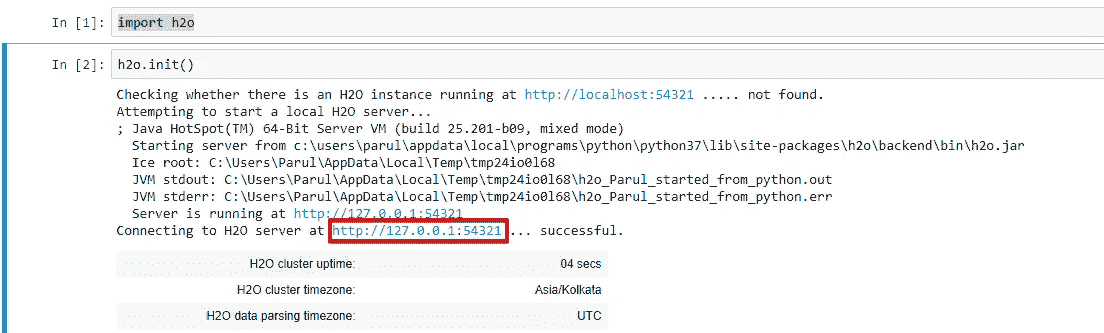 In [1]: import h2o
In [2]: h2o.init()
Checking whether there is an H2O instance running at http://localhost:54321 ..... not found.
Attempting to start a local H2O server...
; Java HotSpot(TM) 64-Bit Server VM (build 25.201-b09, mixed mode)
Starting server from c:\users\parul\appdata\local\programs\python\python37\lib\site-packages\h2o\backend\bin\h2o.jar
Ice root: C:\Users\Parul\AppData\Local\Temp\tmp24io0l68
JVM stdout: C:\Users\Parul\AppData\Local\Temp\tmp24io0l68\h2o_Parul_started_from_python.out
JVM stderr: C:\Users\Parul\AppData\Local\Temp\tmp24io0l68\h2o_Parul_started_from_python.err
Server is running at http://127.0.0.1:54321
Connecting to H2O server at http://127.0.0.1:54321 ... successful.
H2O cluster uptime: 04 secs
H2O cluster timezone: Asia/Kolkata
H2O data parsing timezone: UTC